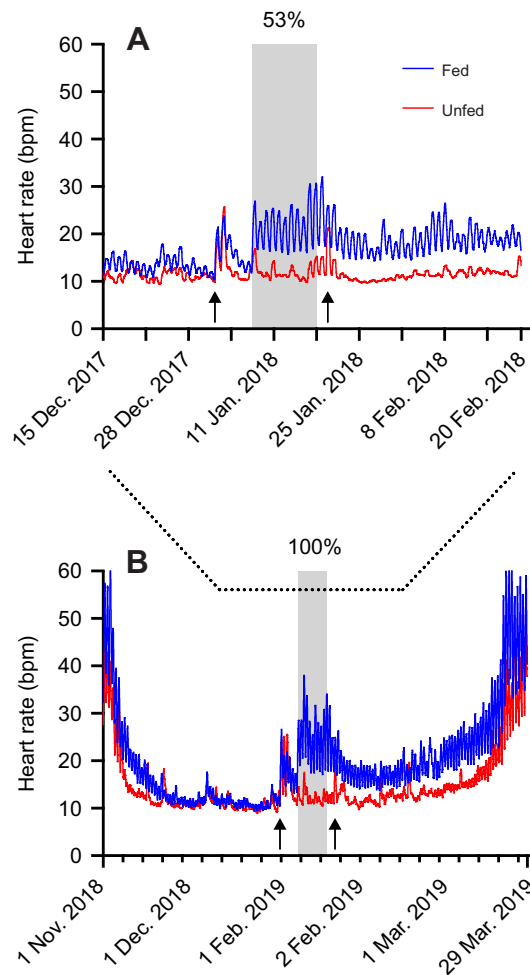 53%
A
60
50
40
30
20
10
0
Heart rate (bpm)
Fed
Unfed
15 Dec. 2017
28 Dec. 2017
11 Jan. 2018
25 Jan. 2018
8 Feb. 2018
20 Feb. 2018
B
100%
60
50
40
30
20
10
0
Heart rate (bpm)
1 Nov. 2018
1 Dec. 2018
1 Feb. 2019
2 Feb. 2019
1 Mar. 2019
29 Mar. 2019